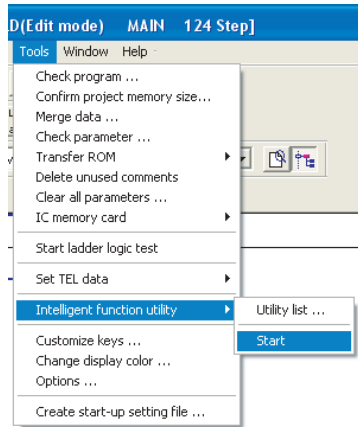 D(Edit mode) MAIN 124 Step]
Tools Window Help
Check program ...
Confirm project memory size...
Merge data ...
Check parameter ...
Transfer ROM
Delete unused comments
Clear all parameters ...
IC memory card
Start ladder logic test
Set TEL data
Intelligent function utility
Utility list ...
Start
Customize keys ...
Change display color ...
Options ...
Create start-up setting file ...